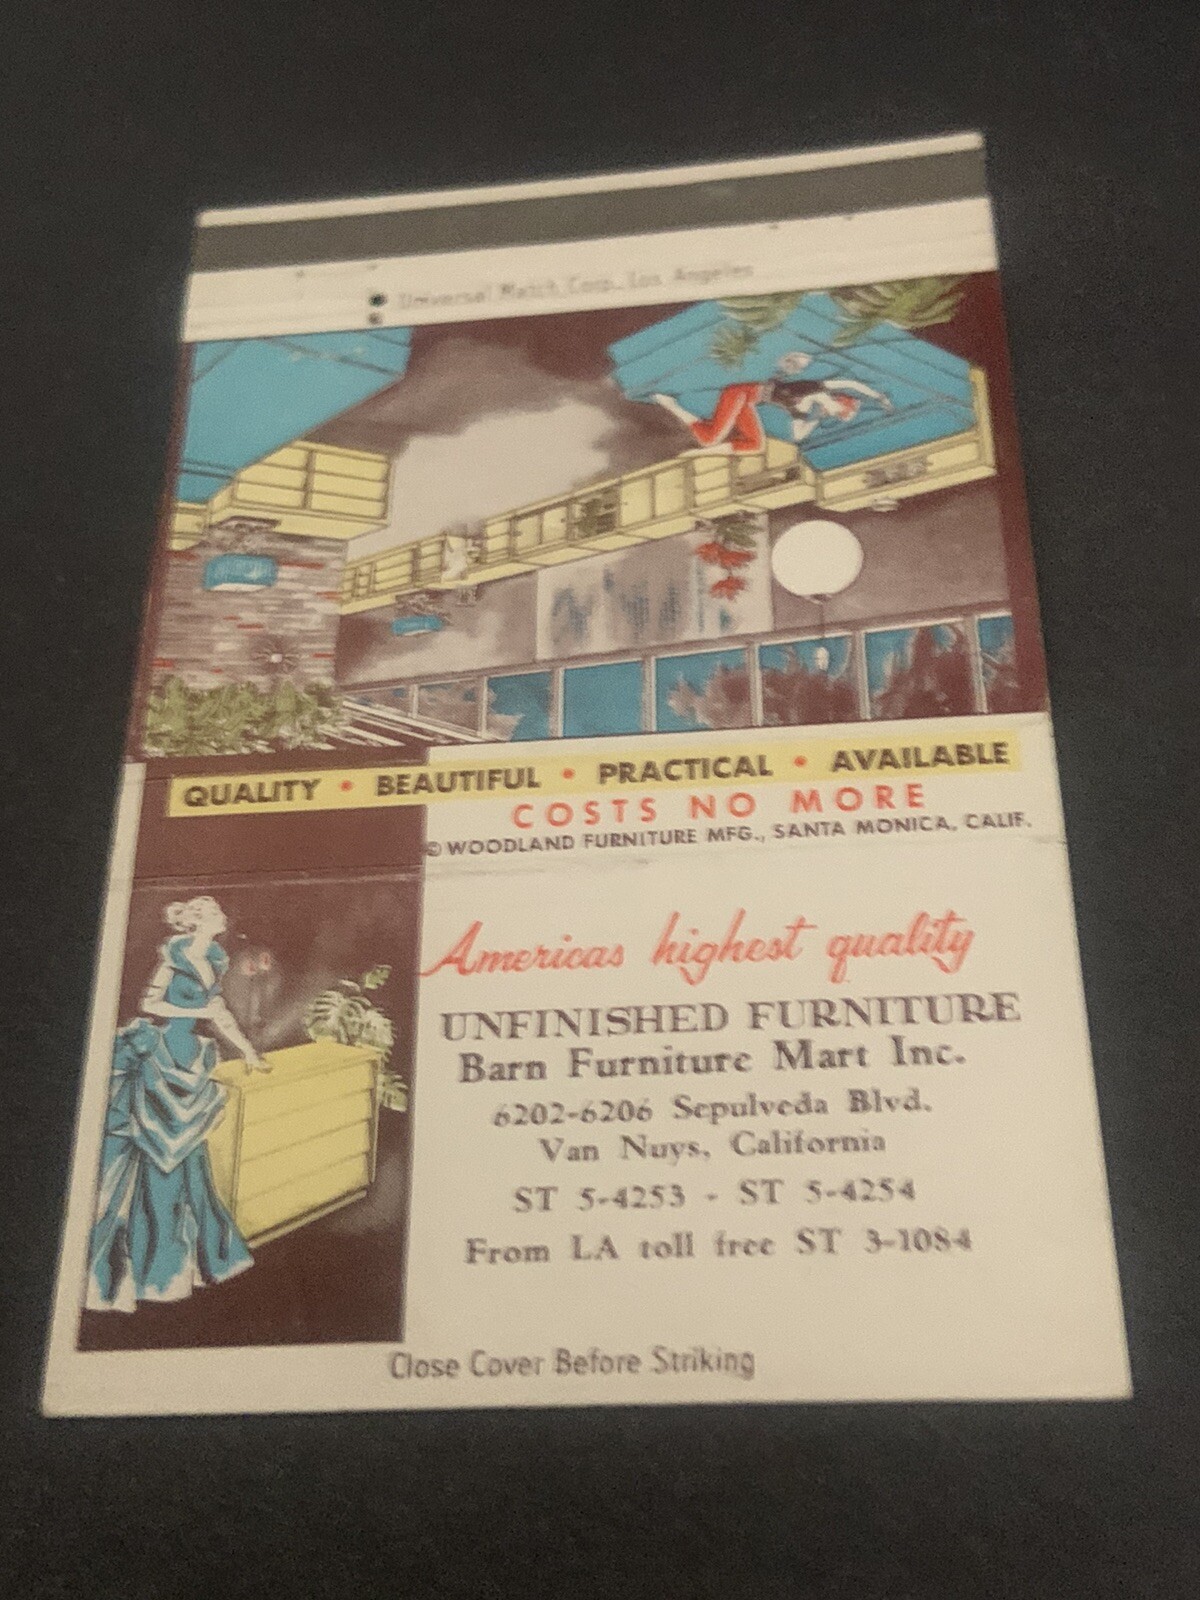 Universal Match Corp., Los Angeles
QUALITY • BEAUTIFUL • PRACTICAL • AVAILABLE
COSTS NO MORE
© WOODLAND FURNITURE MFG., SANTA MONICA, CALIF.
Americas highest quality
UNFINISHED FURNITURE
Barn Furniture Mart Inc.
6202-6206 Sepulveda Blvd.
Van Nuys, California
ST 5-4253 - ST 5-4254
From LA toll free ST 3-1084
Close Cover Before Striking